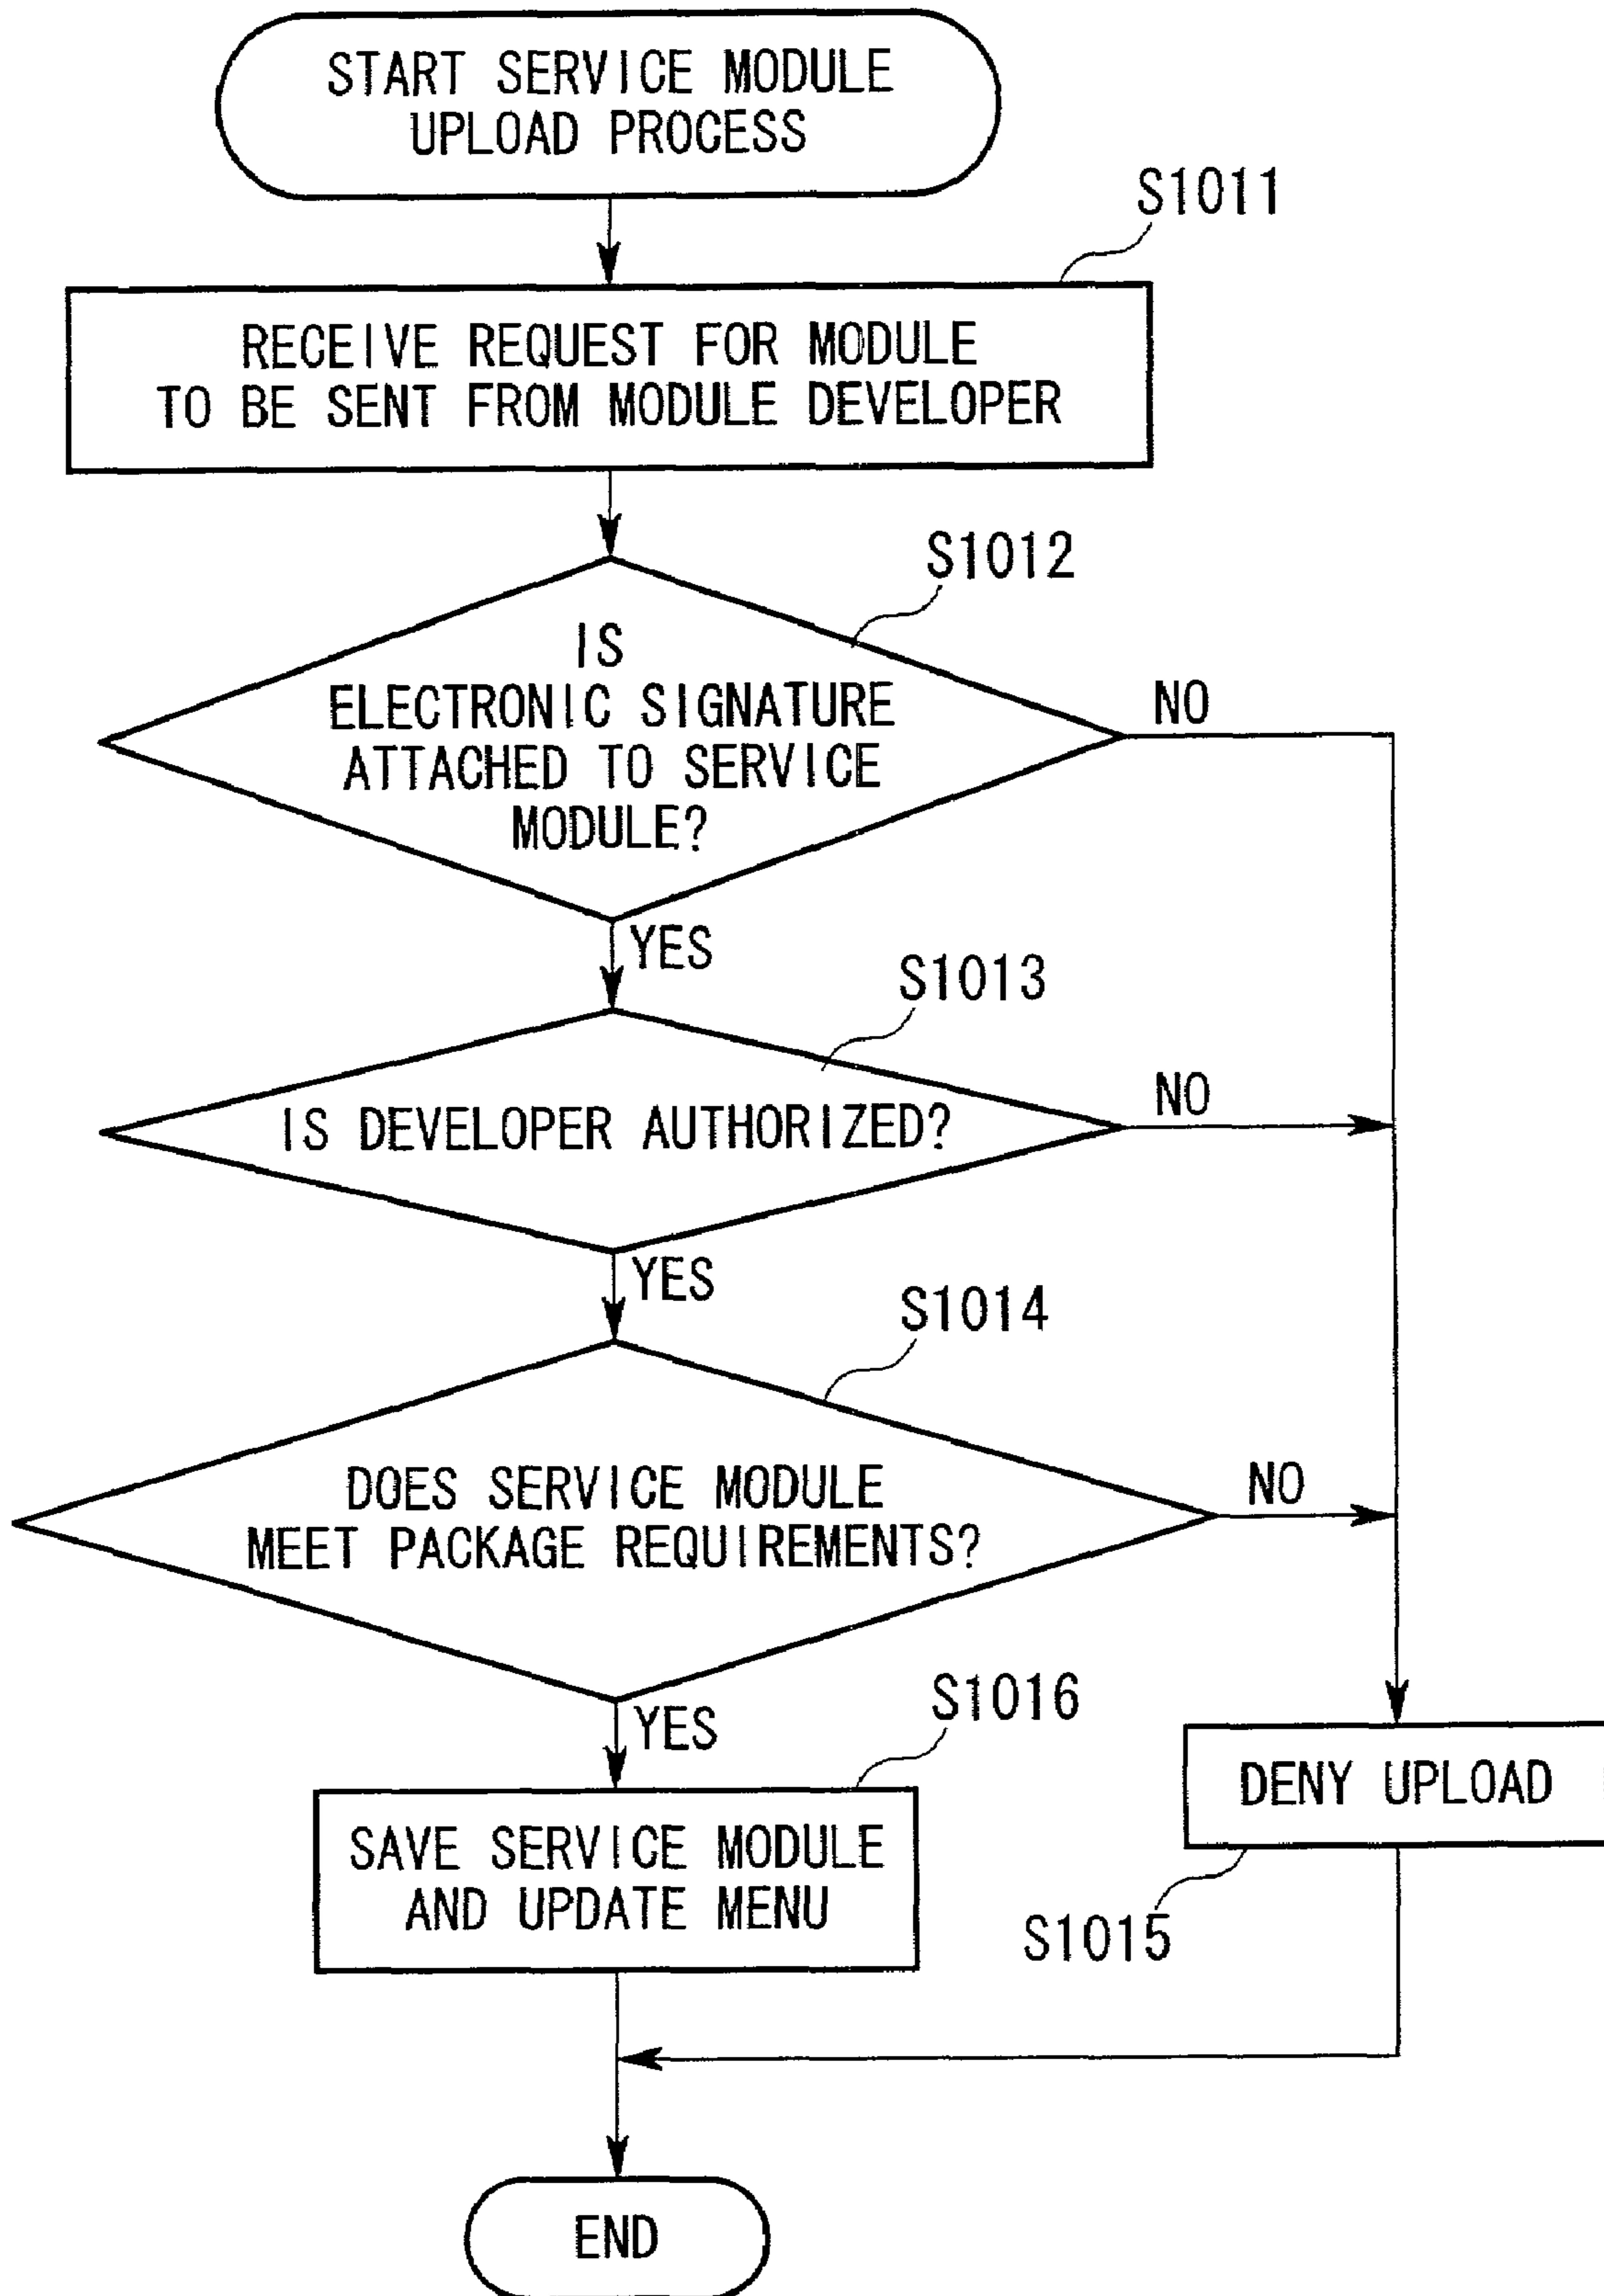 START SERVICE MODULE
UPLOAD PROCESS
S1011
RECEIVE REQUEST FOR MODULE
TO BE SENT FROM MODULE DEVELOPER
S1012
IS
ELECTRONIC SIGNATURE
ATTACHED TO SERVICE
MODULE?
NO
YES
S1013
IS DEVELOPER AUTHORIZED?
NO
YES
S1014
DOES SERVICE MODULE
MEET PACKAGE REQUIREMENTS?
NO
YES
S1016
SAVE SERVICE MODULE
AND UPDATE MENU
DENY UPLOAD
S1015
END